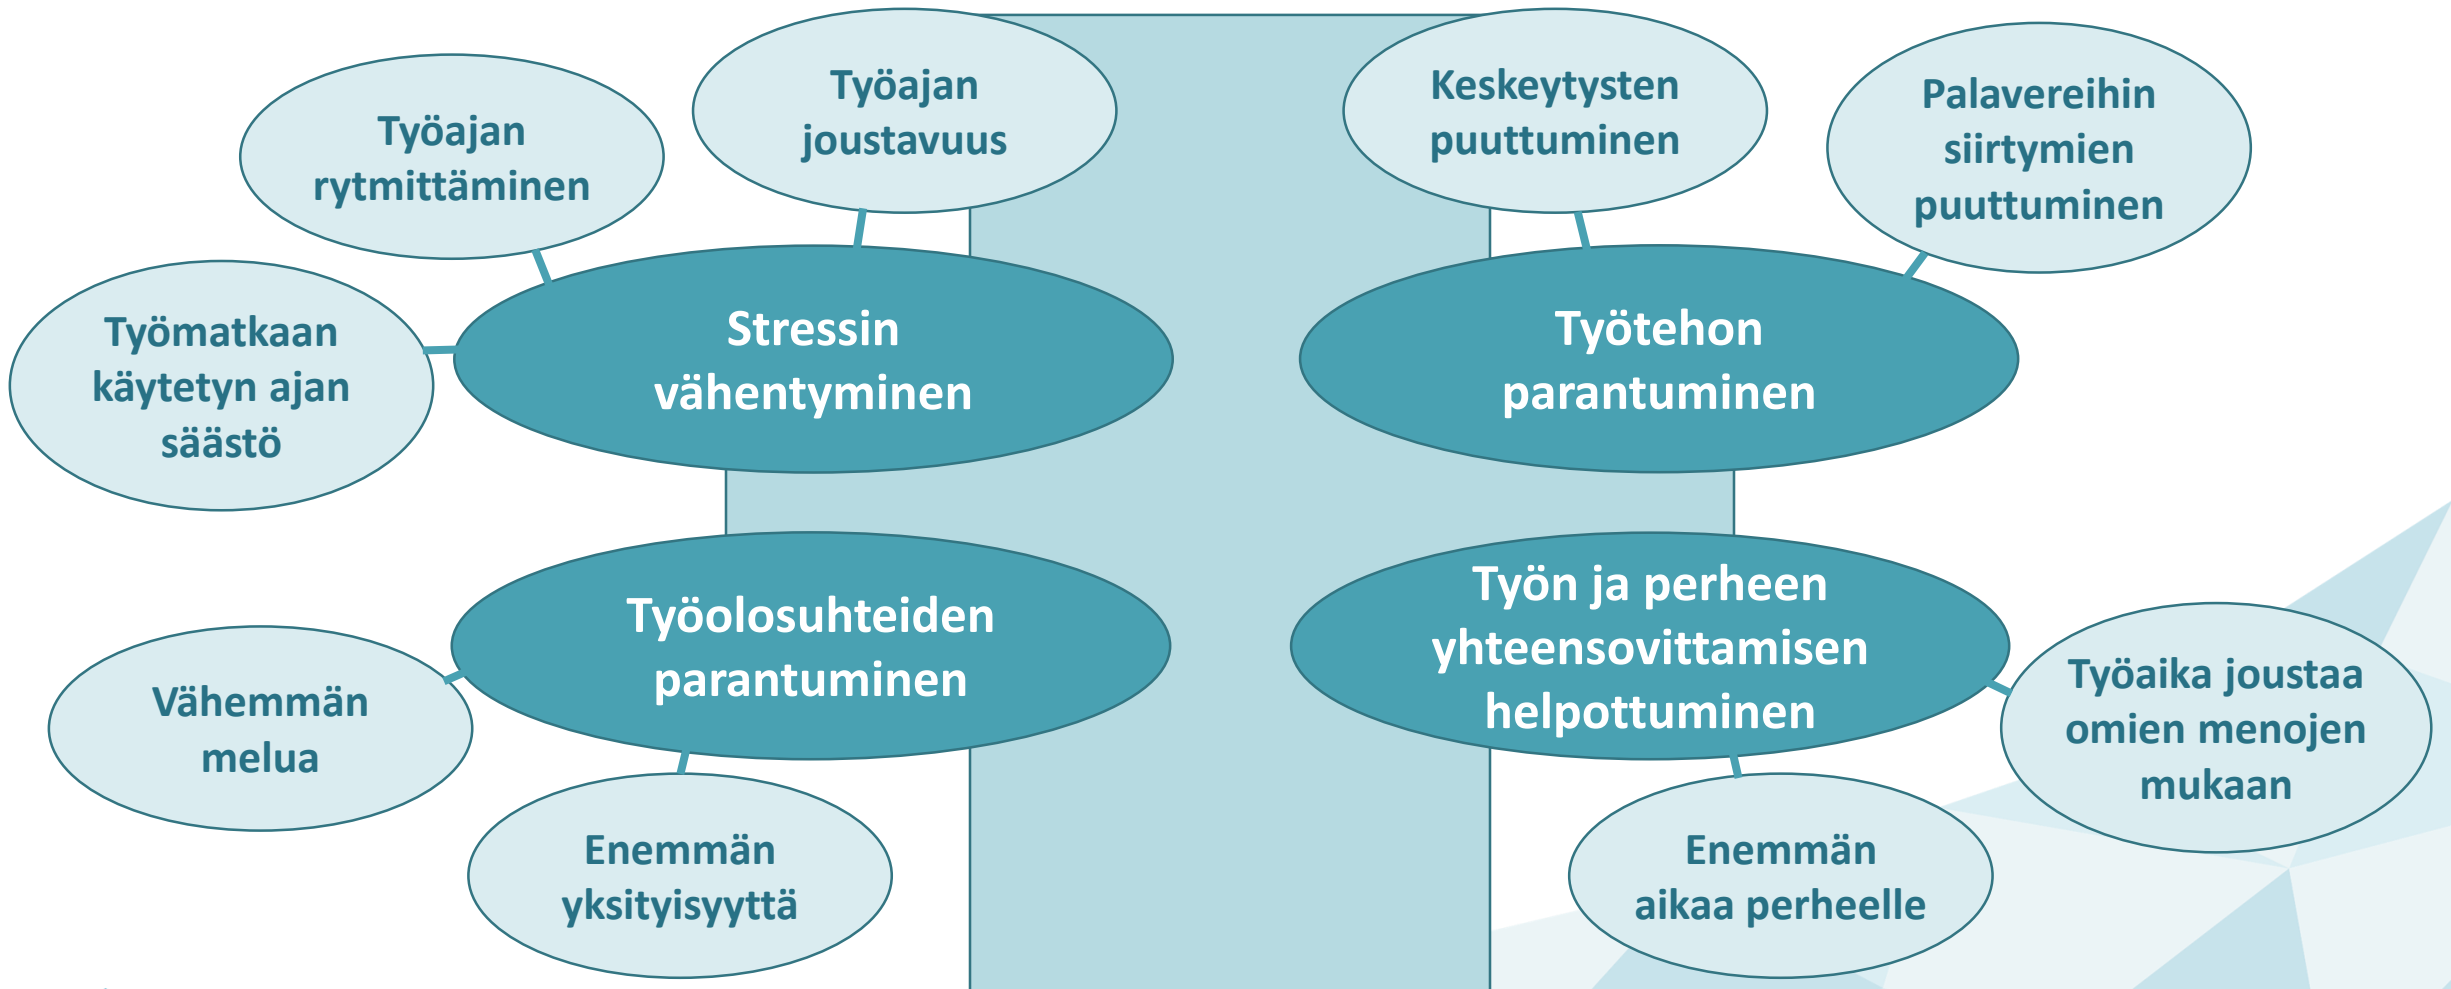 Työajan
joustavuus
Keskeytysten
puuttuminen
Palavereihin
siirtymien
puuttuminen
Työajan
rytmittäminen
Työmatkaan
käytetyn ajan
säästö
Stressin
vähentyminen
Työtehon
parantuminen
Työolosuhteiden
parantuminen
Työn ja perheen
yhteensovittamisen
helpottuminen
Vähemmän
melua
Työaika joustaa
omien menojen
mukaan
Enemmän
yksityisyyttä
Enemmän
aikaa perheelle